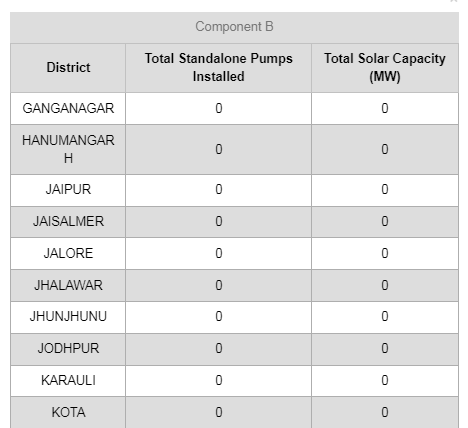 Component B
District Total Standalone Pumps Installed Total Solar Capacity (MW)
GANGANAGAR 0 0
HANUMANGAR
H 0 0
JAIPUR 0 0
JAISALMER 0 0
JALORE 0 0
JHALAWAR 0 0
JHUNJHUNU 0 0
JODHPUR 0 0
KARAULI 0 0
KOTA 0 0